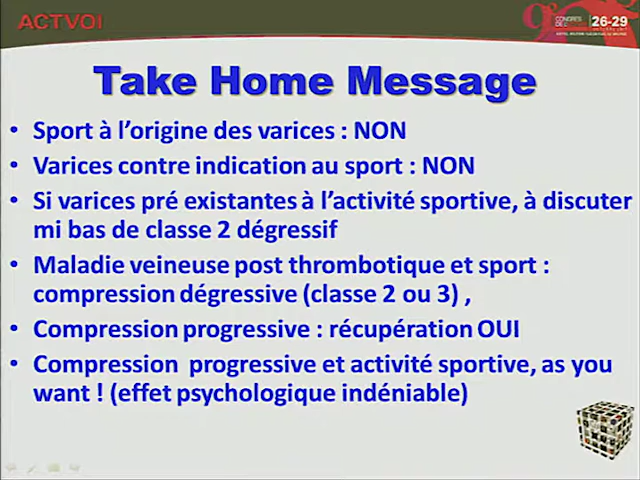 ACTVOI
CONGRES
26-29
Take Home Message
• Sport à l'origine des varices : NON
• Varices contre indication au sport : NON
• Si varices pré existantes à l'activité sportive, à discuter
mi bas de classe 2 dégressif
• Maladie veineuse post thrombotique et sport :
compression dégressive (classe 2 ou 3) ,
• Compression progressive : récupération OUI
• Compression progressive et activité sportive, as you
want ! (effet psychologique indéniable)